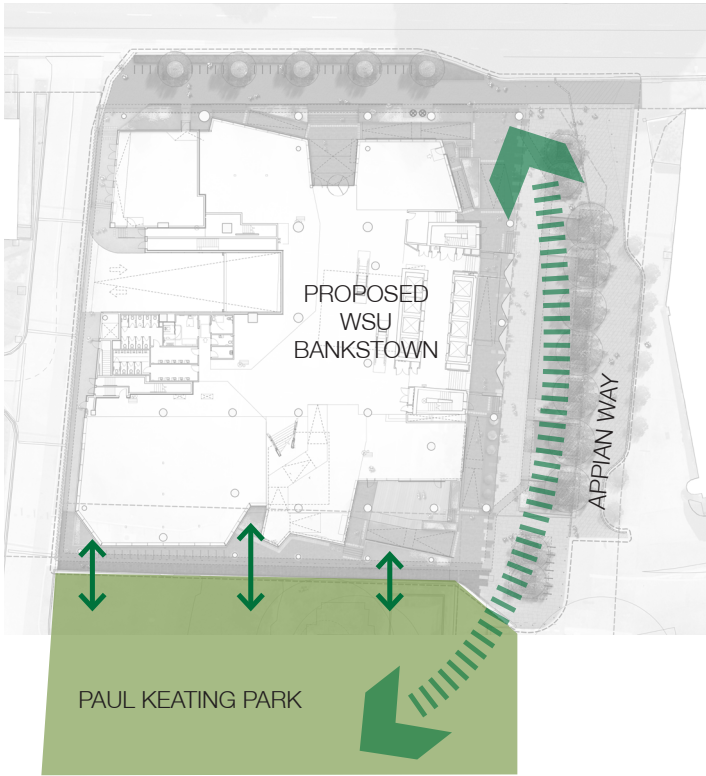 PROPOSED
WSU
BANKSTOWN
APPIAN WAY
PAUL KEATING PARK